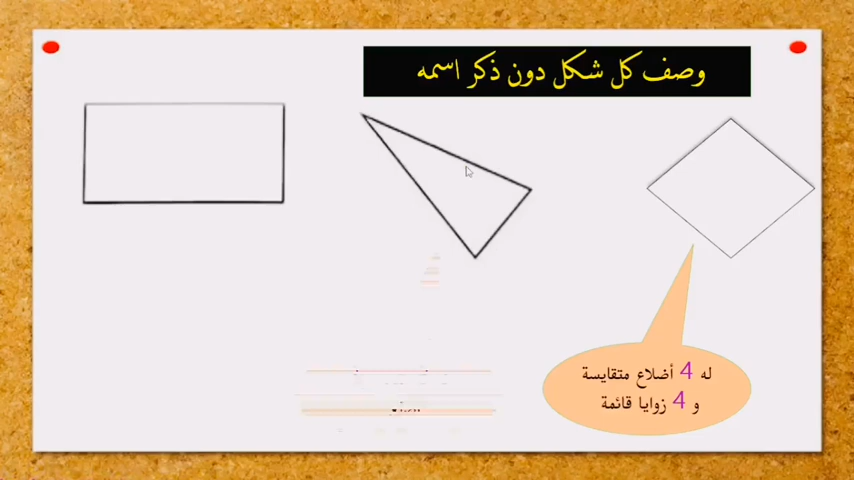 وصف كل شكل دون ذكر اسمه
له 4 أضلاع متقايسة
و 4 زوايا قائمة